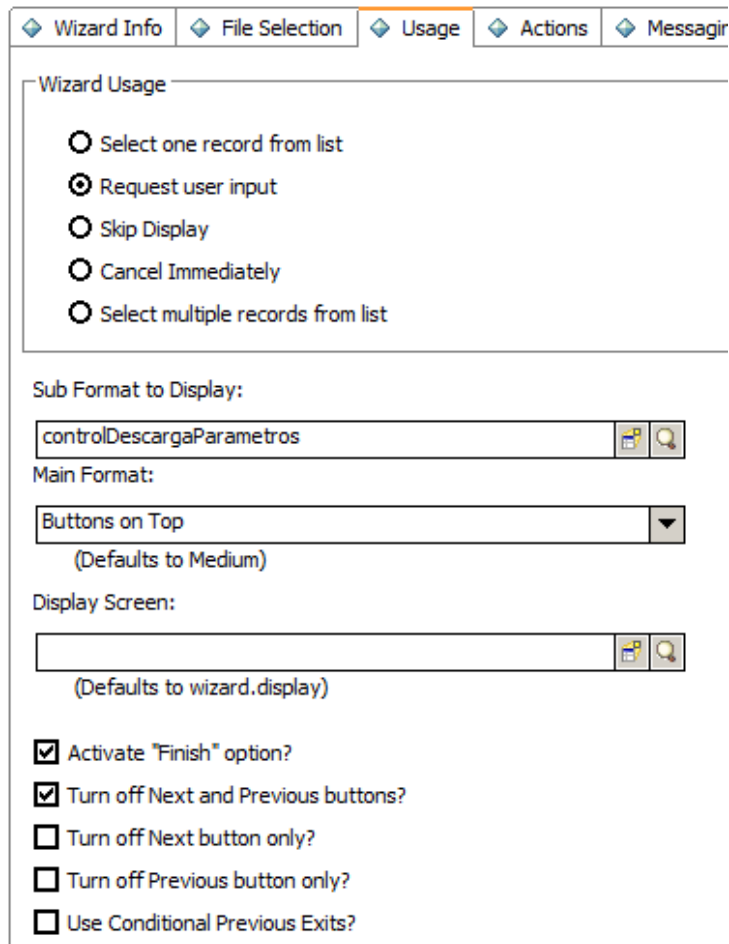 Wizard Info File Selection Usage Actions Messagin
Wizard Usage
Select one record from list
Request user input
Skip Display
Cancel Immediately
Select multiple records from list
Sub Format to Display:
controlDescargaParametros
Main Format:
Buttons on Top
(Defaults to Medium)
Display Screen:
(Defaults to wizard.display)
Activate "Finish" option?
Turn off Next and Previous buttons?
Turn off Next button only?
Turn off Previous button only?
Use Conditional Previous Exits?